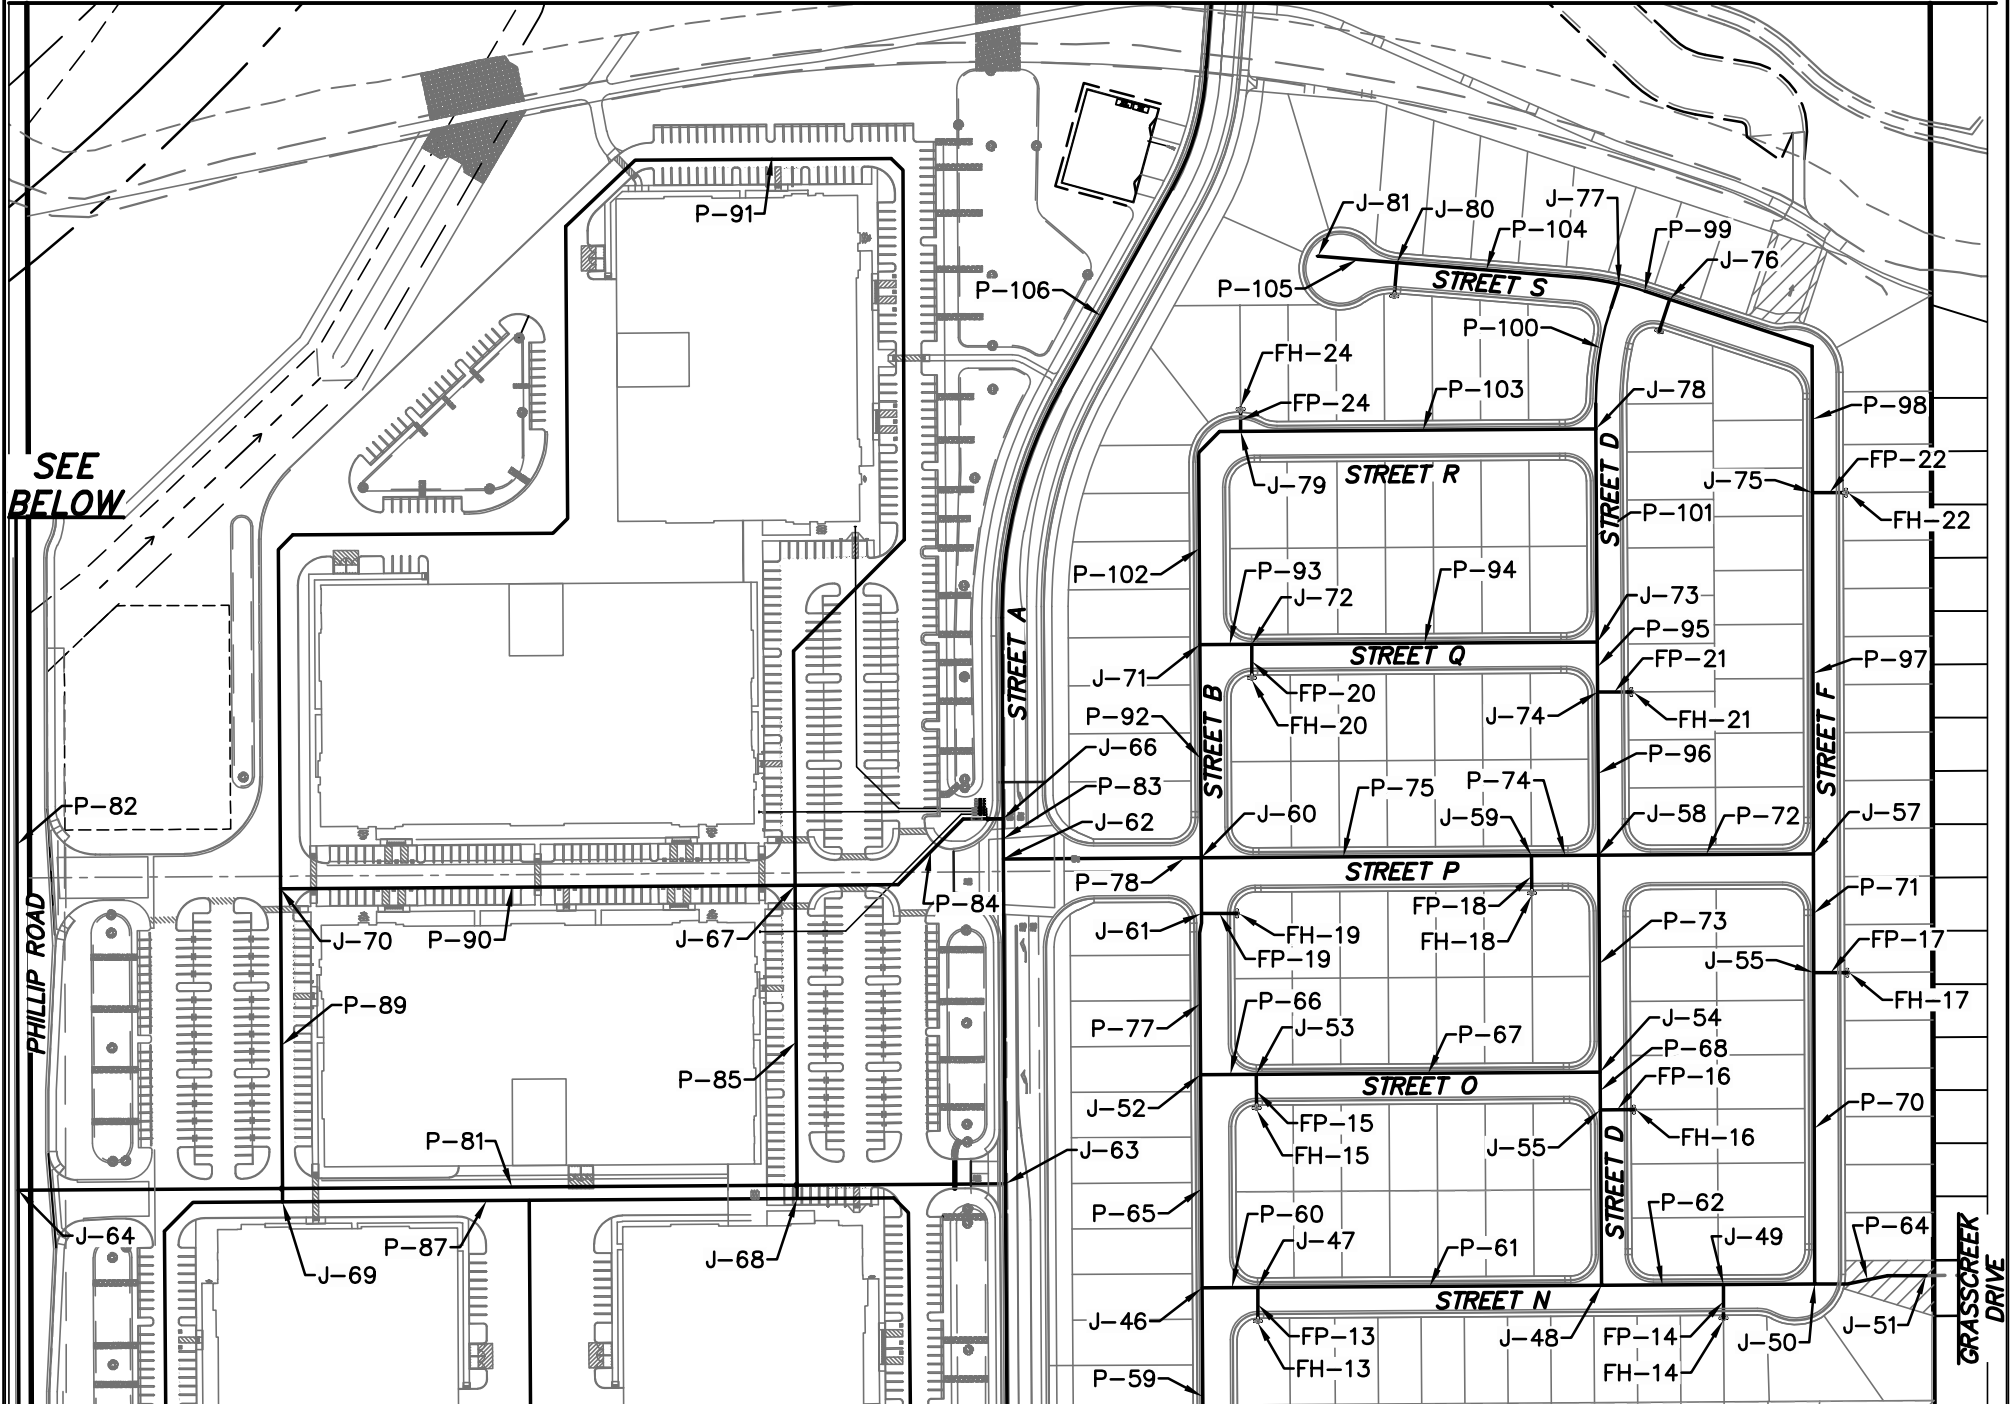 P-91
J-81
J-80
J-77
P-104
P-99
J-76
P-106
P-105
STREET S
P-100
FH-24
FP-24
P-103
J-78
P-98
SEE
BELOW
STREET R
J-79
STREET D
FP-22
J-75
FH-22
P-101
P-102
P-93
P-94
J-72
J-73
P-95
STREET A
STREET Q
FP-21
P-97
J-71
FP-20
P-92
STREET B
FH-20
J-74
FH-21
STREET F
J-66
P-96
P-82
P-83
P-75
P-74
J-62
J-60
J-59
J-58
P-72
J-57
P-78
STREET P
P-71
PHILLIP ROAD
P-84
FP-18
J-70
P-90
J-67
J-61
FH-19
FH-18
P-73
FP-17
FP-19
J-55
P-89
P-66
FH-17
P-77
J-53
P-67
J-54
P-68
P-85
STREET O
FP-16
J-52
FP-15
P-70
P-81
J-63
FH-15
J-55
FH-16
STREET D
P-65
P-60
P-62
J-64
P-87
J-47
P-61
J-49
P-64
J-69
J-68
GRASSCREEK
DRIVE
STREET N
J-46
FP-13
J-48
FP-14
J-50
J-51
P-59
FH-13
FH-14